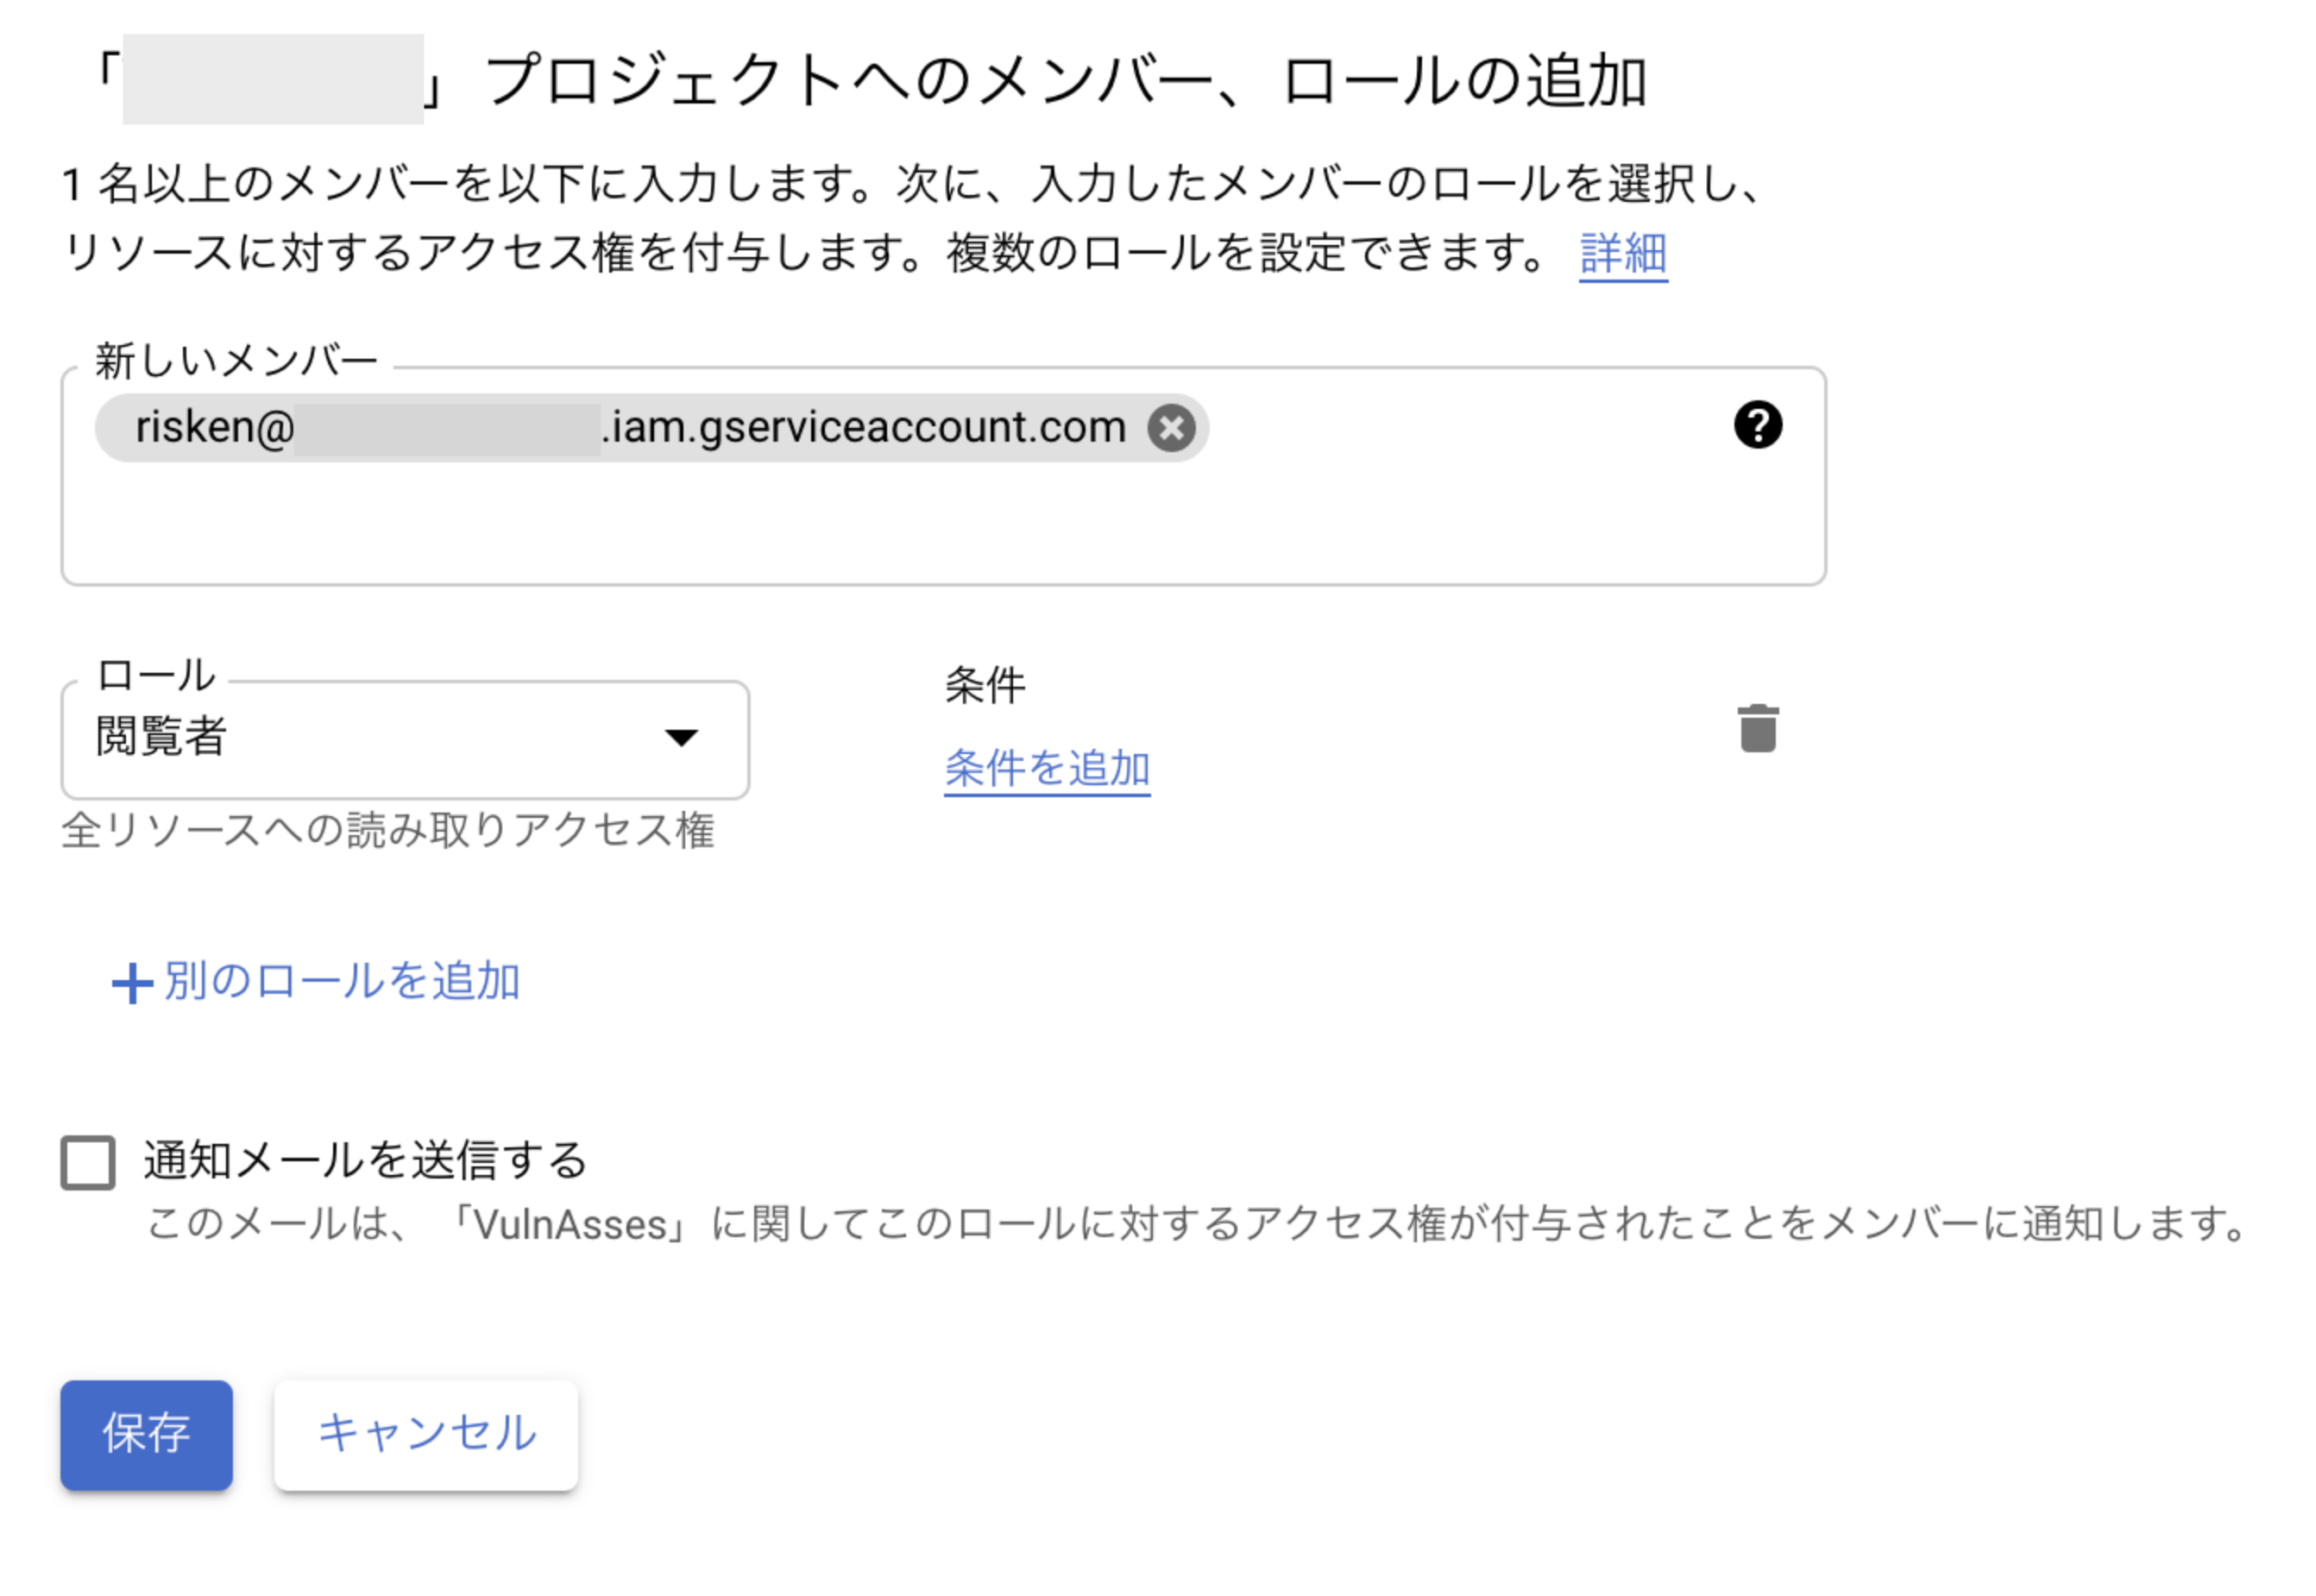 「 」 プロジェクトへのメンバー、ロールの追加
1 名以上のメンバーを以下に入力します。次に、入力したメンバーのロールを選択し、
リソースに対するアクセス権を付与します。複数のロールを設定できます。 詳細
新しいメンバー
risken@ .iam.gserviceaccount.com
ロール
閲覧者
全リソースへの読み取りアクセス権
条件
条件を追加
別のロールを追加
通知メールを送信する
このメールは、「VulnAsses」に関してこのロールに対するアクセス権が付与されたことをメンバーに通知します。
保存 キャンセル